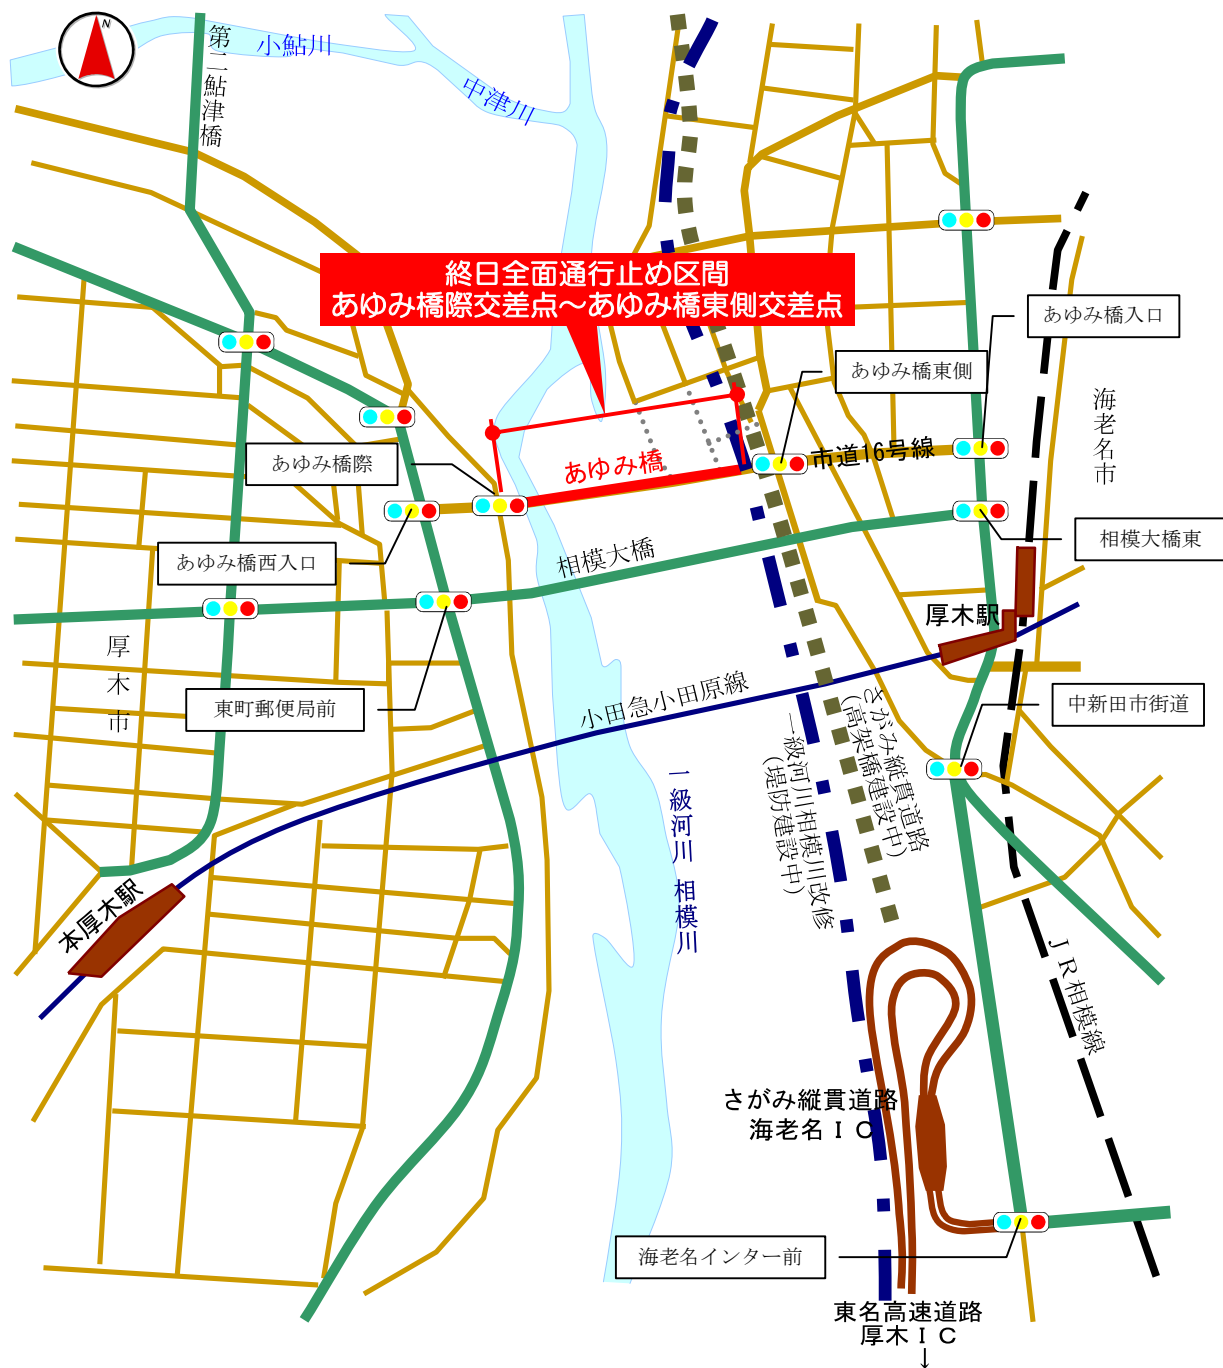 N
第二鮎津橋
小鮎川
中津川
終日全面通行止め区間
あゆみ橋際交差点～あゆみ橋東側交差点
あゆみ橋入口
あゆみ橋東側
海老名市
市道16号線
あゆみ橋際
あゆみ橋
あゆみ橋西入口
相模大橋
相模大橋東
厚木駅
厚木市
東町郵便局前
小田急小田原線
中新田市街道
さがみ縦貫道路
(高架橋建設中)
一級河川相模川改修
(堤防建設中)
一級河川 相模川
本厚木駅
ＪＲ相模線
さがみ縦貫道路
海老名ＩＣ
海老名インター前
東名高速道路
厚木ＩＣ
↓